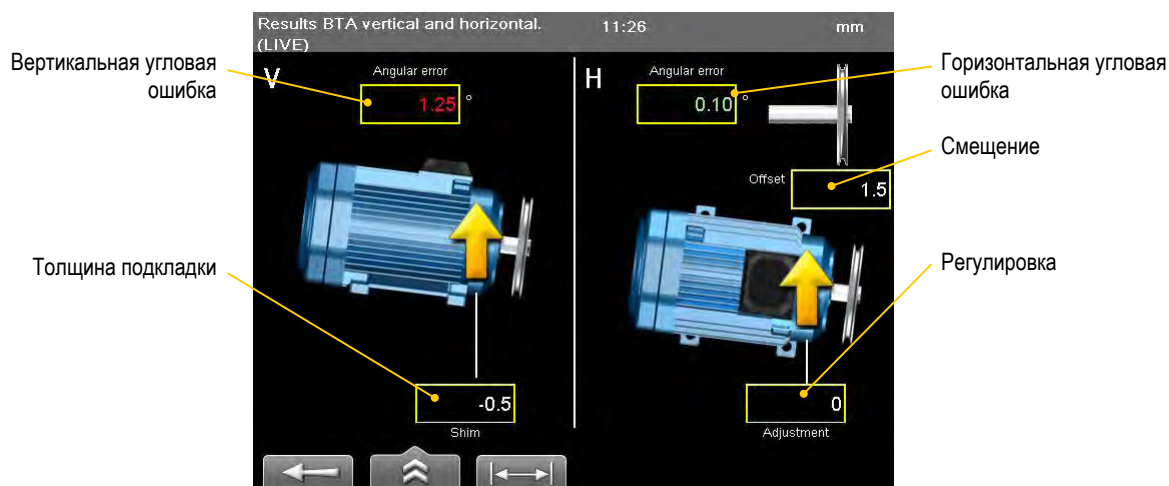 Results BTA vertical and horizontal.
(LIVE)
11:26
mm
Вертикальная угловая
ошибка
V
Angular error
1.25 °
H
Angular error
0.10 °
Горизонтальная угловая
ошибка
Смещение
Offset
1.5
Толщина подкладки
Регулировка
-0.5
Shim
0
Adjustment